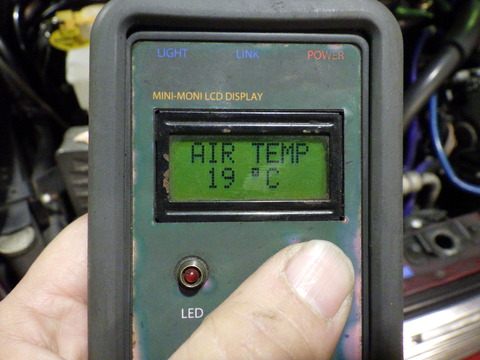 LIGHT LINK POWER
MINI-MONI LCD DISPLAY
AIR TEMP
19 °C
LED